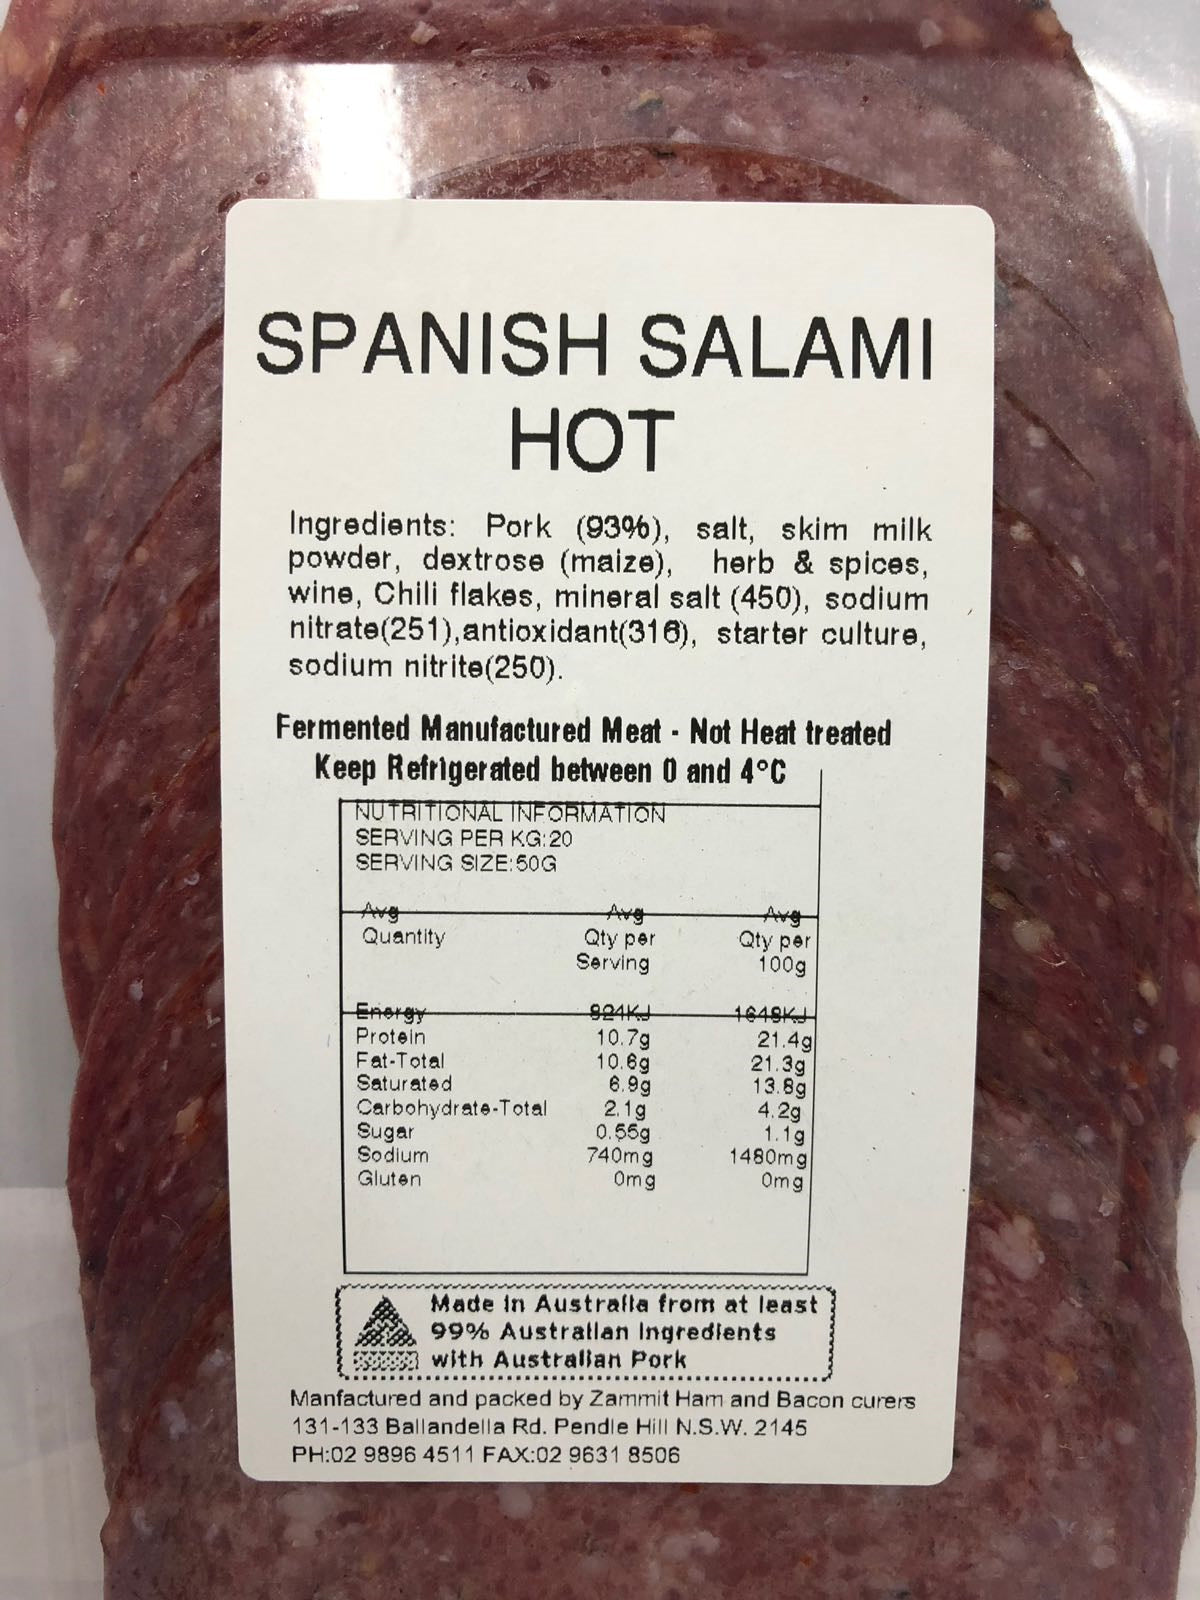 SPANISH SALAMI
HOT
Ingredients: Pork (93%), salt, skim milk
powder, dextrose (maize), herb & spices,
wine, Chili flakes, mineral salt (450), sodium
nitrate(251),antioxidant(316), starter culture,
sodium nitrite(250).
Fermented Manufactured Meat - Not Heat treated
Keep Refrigerated between 0 and 4°C
NUTRITIONAL INFORMATION
SERVING PER KG:20
SERVING SIZE:50G
Avg Avg Avg
Quantity Qty per Qty per
Serving 100g
Energy 824KJ 1648KJ
Protein 10.7g 21.4g
Fat-Total 10.6g 21.3g
Saturated 6.9g 13.8g
Carbohydrate-Total 2.1g 4.2g
Sugar 0.55g 1.1g
Sodium 740mg 1480mg
Gluten 0mg 0mg
Made in Australia from at least
99% Australian Ingredients
with Australian Pork
Manfactured and packed by Zammit Ham and Bacon curers
131-133 Ballandella Rd. Pendle Hill N.S.W. 2145
PH:02 9896 4511 FAX:02 9631 8506